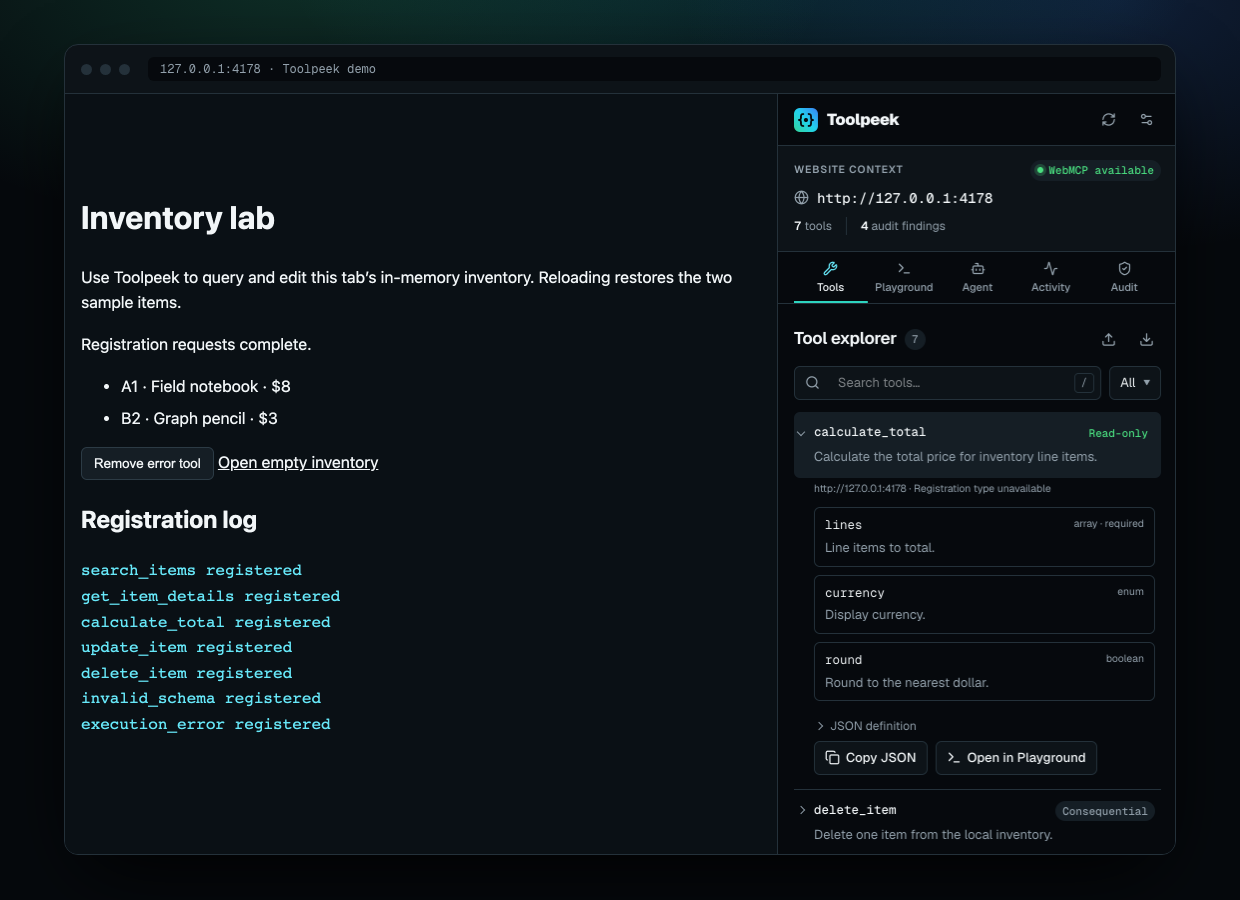 127.0.0.1:4178 · Toolpeek demo
Inventory lab
Use Toolpeek to query and edit this tab’s in-memory inventory. Reloading restores the two
sample items.
Registration requests complete.
• A1 · Field notebook · $8
• B2 · Graph pencil · $3
Remove error tool Open empty inventory
Registration log
search_items registered
get_item_details registered
calculate_total registered
update_item registered
delete_item registered
invalid_schema registered
execution_error registered
Toolpeek
WEBSITE CONTEXT WebMCP available
http://127.0.0.1:4178
7 tools 4 audit findings
Tools Playground Agent Activity Audit
Tool explorer 7
Search tools… / All
calculate_total Read-only
Calculate the total price for inventory line items.
http://127.0.0.1:4178 · Registration type unavailable
lines array · required
Line items to total.
currency enum
Display currency.
round boolean
Round to the nearest dollar.
JSON definition
Copy JSON Open in Playground
delete_item Consequential
Delete one item from the local inventory.